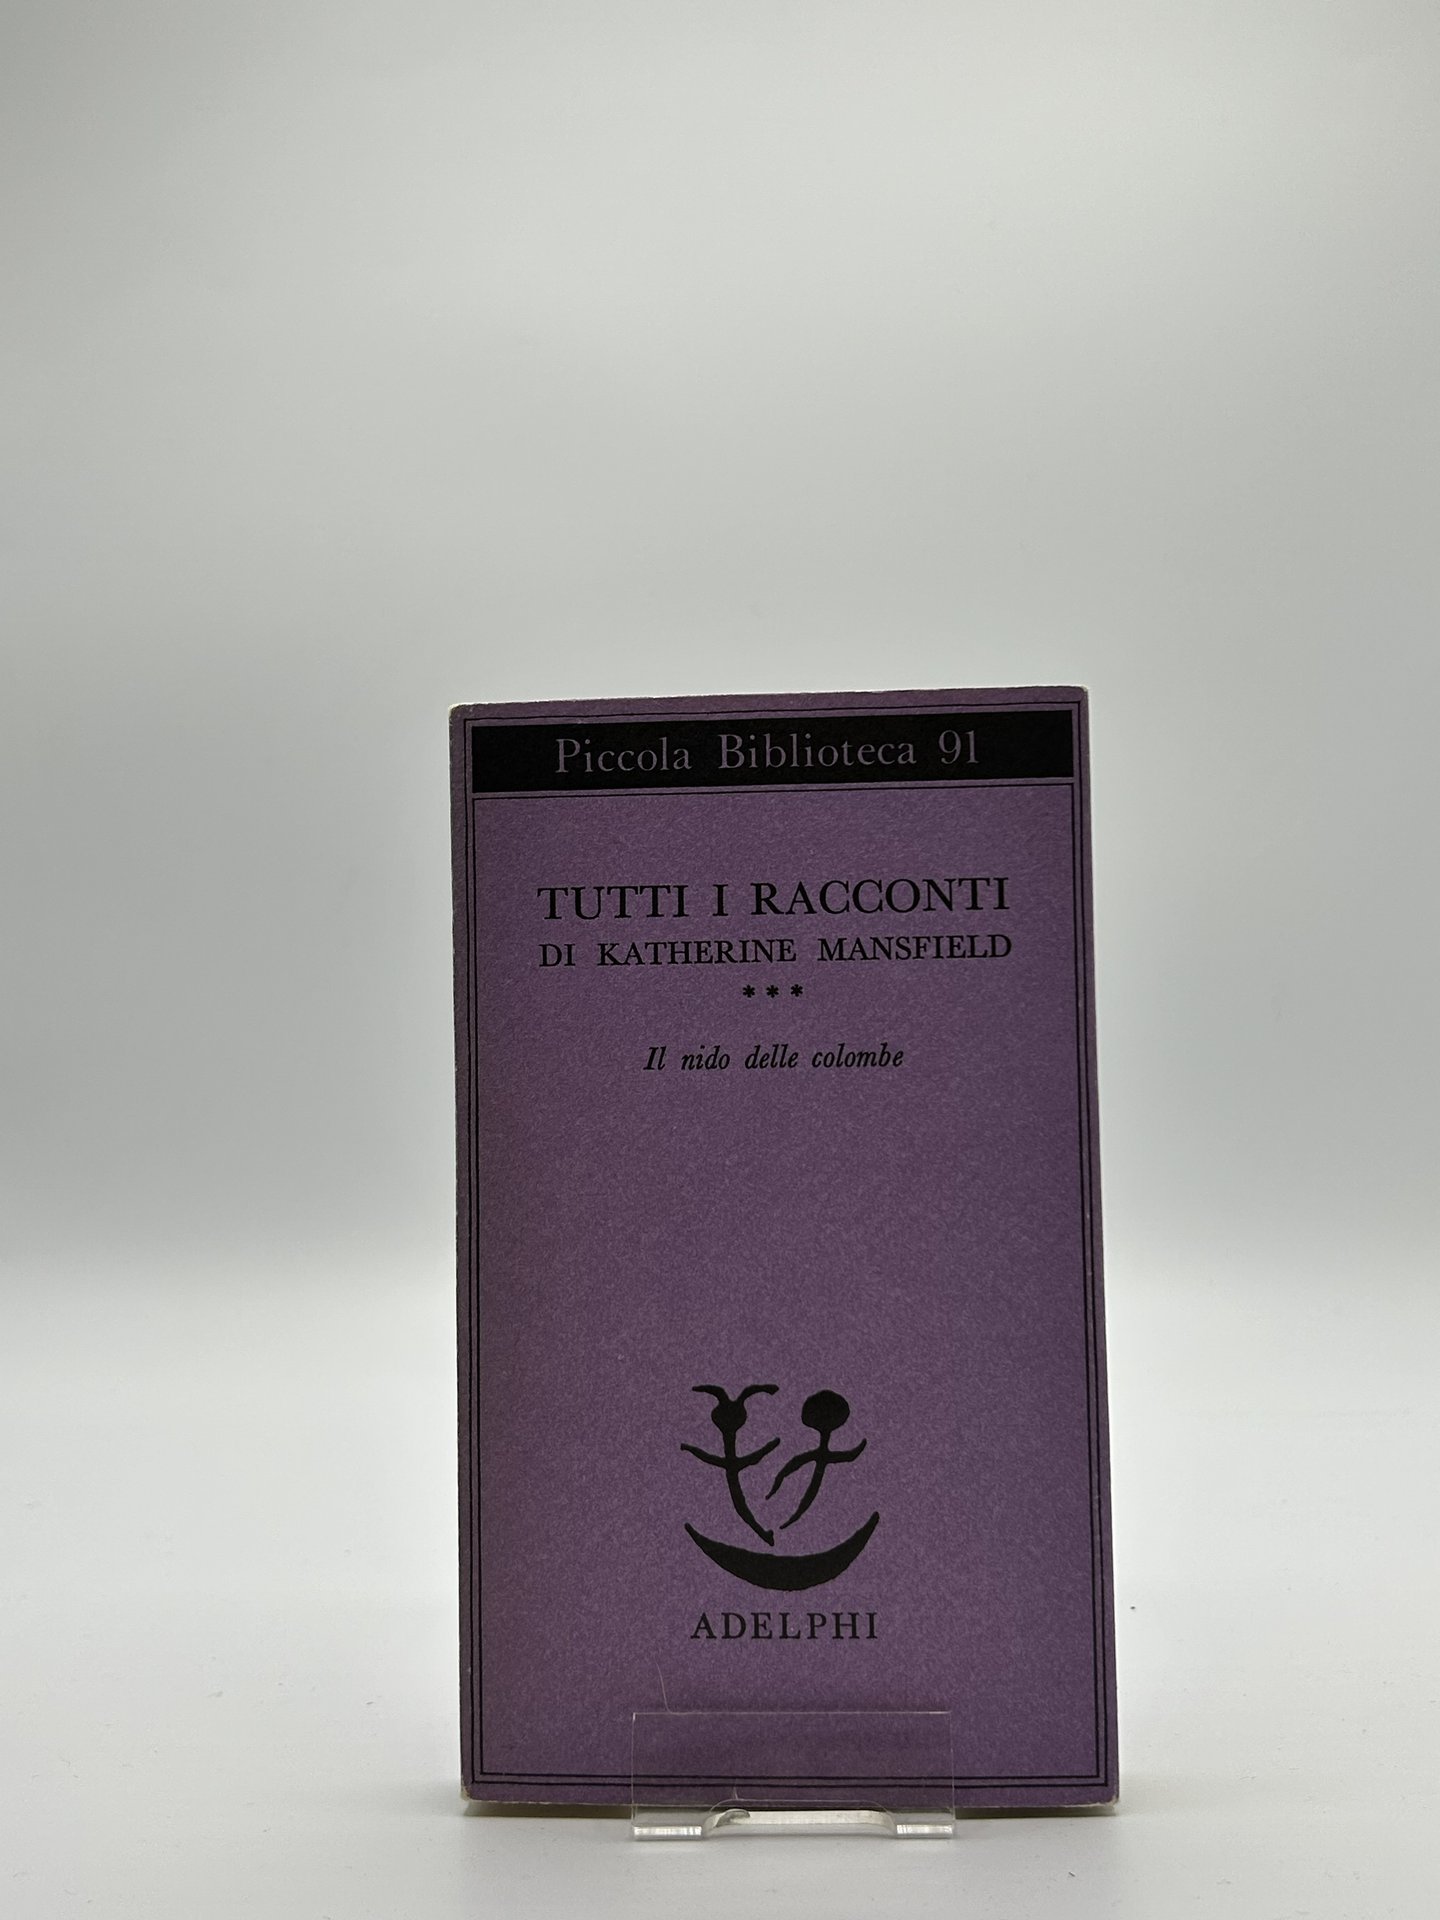 Piccola Biblioteca 91
TUTTI I RACCONTI
DI KATHERINE MANSFIELD
* * *
Il nido delle colombe
ADELPHI